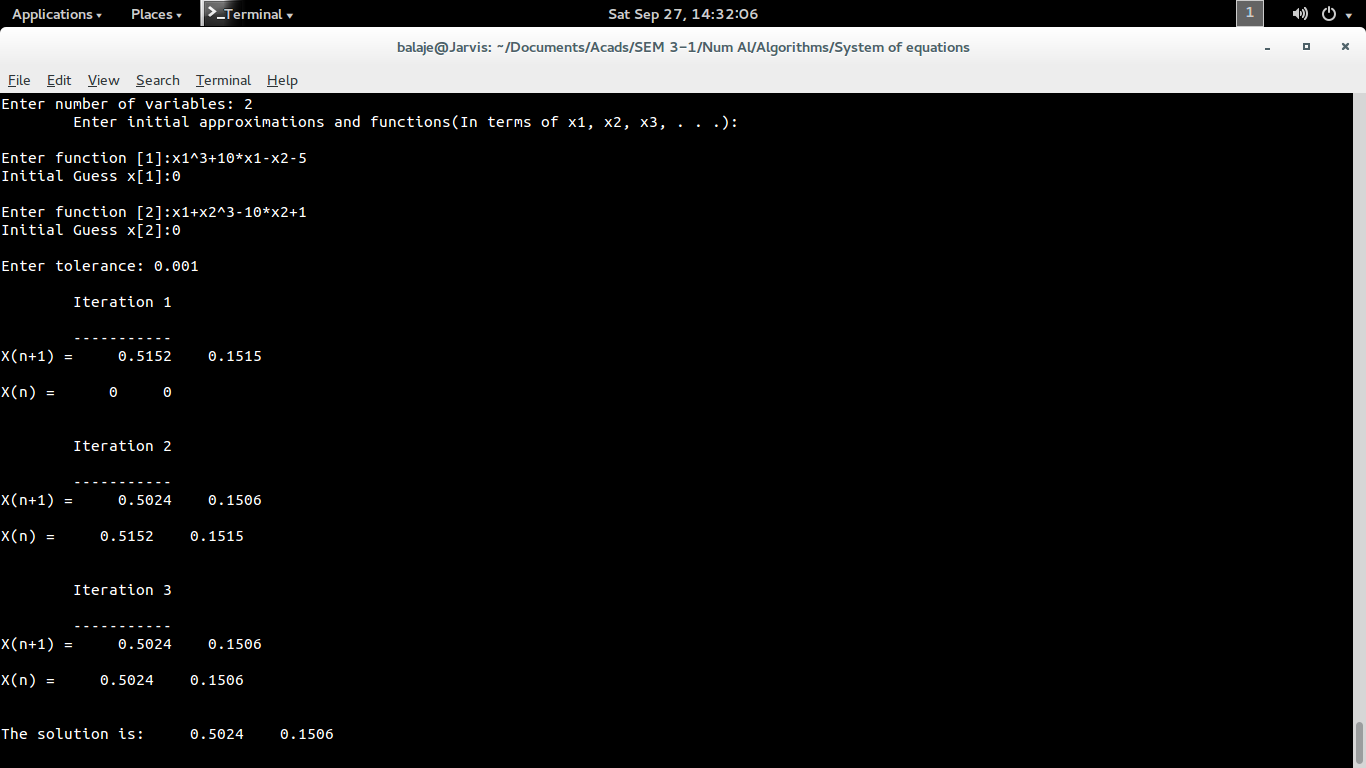 Applications Places Terminal Sat Sep 27, 14:32:06 1
balaje@Jarvis: ~/Documents/Acads/SEM 3-1/Num Al/Algorithms/System of equations
File Edit View Search Terminal Help
Enter number of variables: 2
Enter initial approximations and functions(In terms of x1, x2, x3, . . .):
Enter function [1]:x1^3+10*x1-x2-5
Initial Guess x[1]:0
Enter function [2]:x1+x2^3-10*x2+1
Initial Guess x[2]:0
Enter tolerance: 0.001
Iteration 1
-----------
X(n+1) = 0.5152 0.1515
X(n) = 0 0
Iteration 2
-----------
X(n+1) = 0.5024 0.1506
X(n) = 0.5152 0.1515
Iteration 3
-----------
X(n+1) = 0.5024 0.1506
X(n) = 0.5024 0.1506
The solution is: 0.5024 0.1506